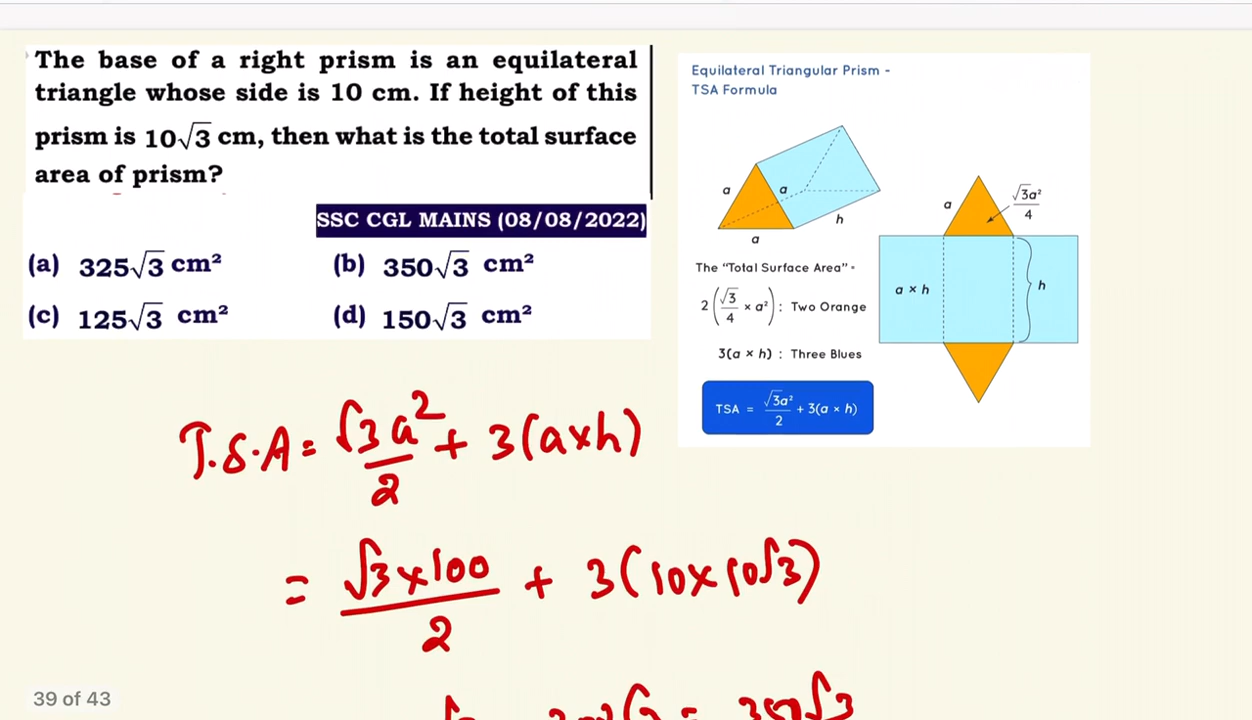 The base of a right prism is an equilateral
triangle whose side is 10 cm. If height of this
prism is 10√3 cm, then what is the total surface
area of prism?
SSC CGL MAINS (08/08/2022)
(a) 325√3 cm² (b) 350√3 cm²
(c) 125√3 cm² (d) 150√3 cm²
Equilateral Triangular Prism -
TSA Formula
a
a
a
h
a
√3a²/4
a × h
h
The "Total Surface Area" -
2(√3/4 × a²) : Two Orange
3(a × h) : Three Blues
TSA = √3a²/2 + 3(a × h)
T.S.A = √3a²/2 + 3(a×h)
= √3×100/2 + 3(10×10√3)
= 350√3
39 of 43